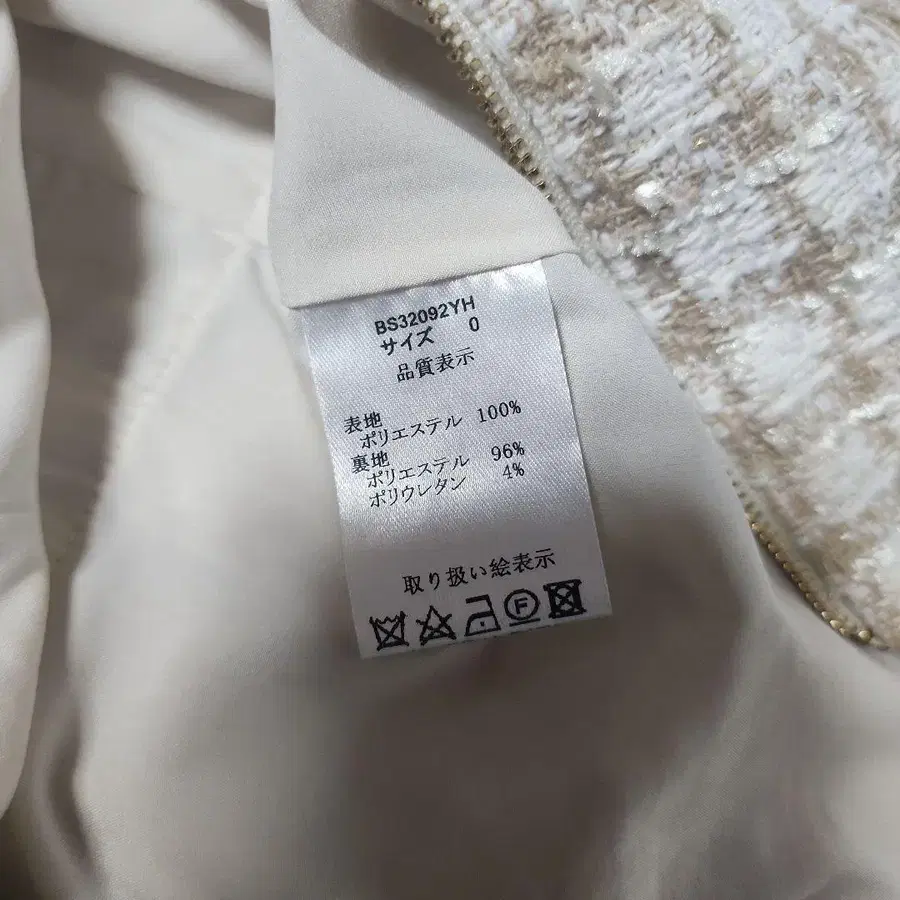 BS32092YH
サイズ 0
品質表示
表地
ポリエステル 100%
裏地
ポリエステル 96%
ポリウレタン 4%
取り扱い絵表示
F